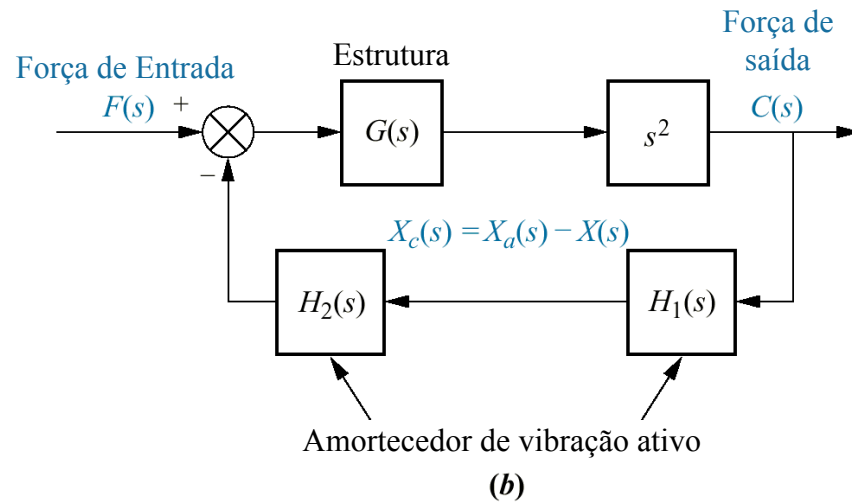 Força de Entrada
F(s)
+
−
Estrutura
G(s)
s²
Força de
saída
C(s)
X_c(s) = X_a(s) − X(s)
H₂(s)
H₁(s)
Amortecedor de vibração ativo
(b)